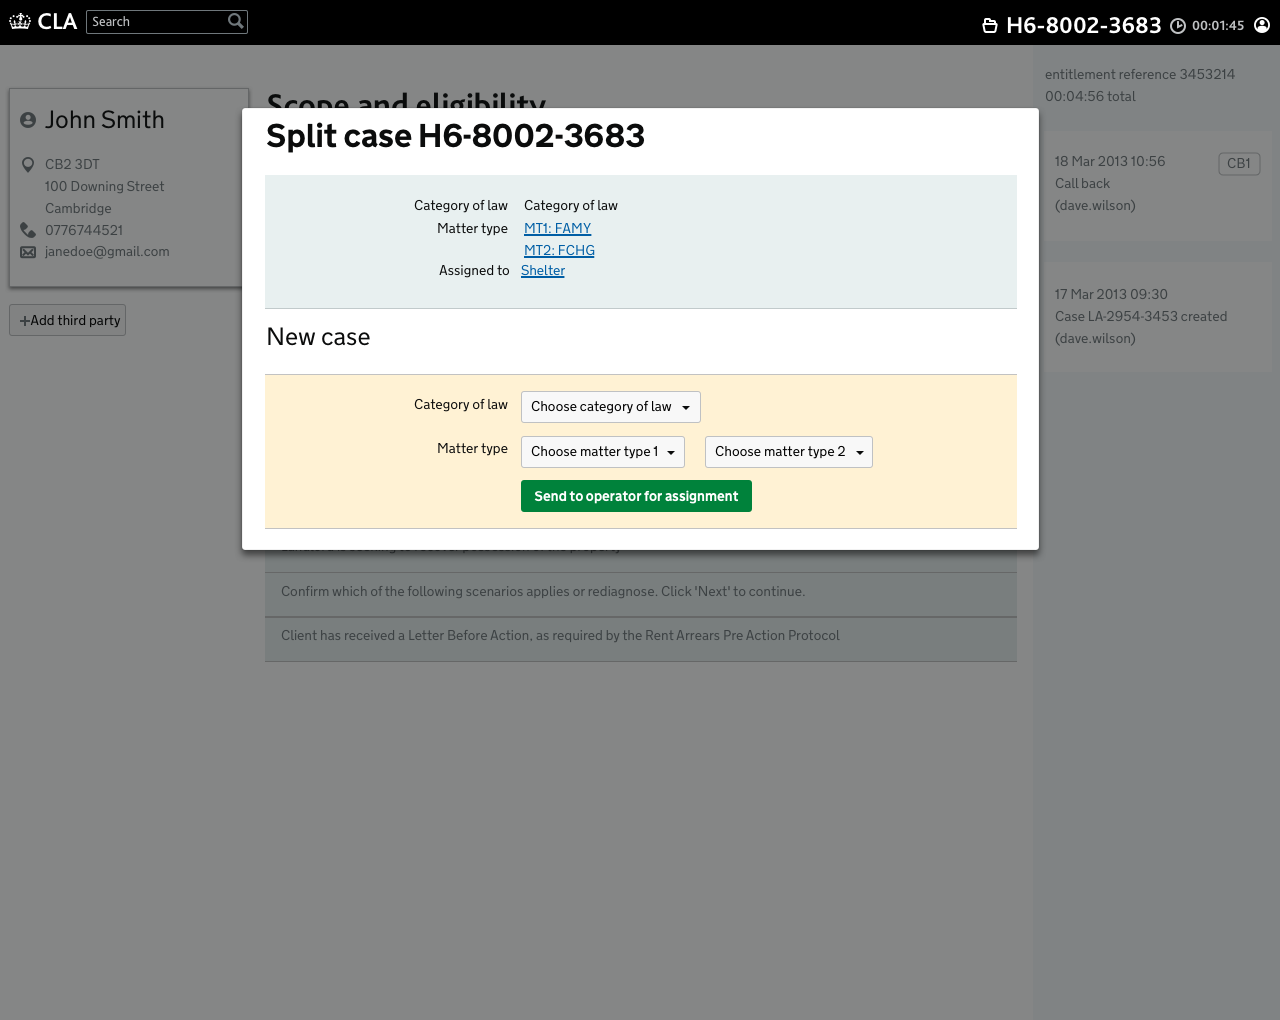 CLA
Search
H6-8002-3683
00:01:45
John Smith
CB2 3DT
100 Downing Street
Cambridge
0776744521
janedoe@gmail.com
Add third party
Scope and eligibility
Split case H6-8002-3683
Category of law Category of law
Matter type MT1: FAMY
MT2: FCHG
Assigned to Shelter
New case
Category of law Choose category of law
Matter type Choose matter type 1 Choose matter type 2
Send to operator for assignment
Confirm which of the following scenarios applies or rediagnose. Click 'Next' to continue.
Client has received a Letter Before Action, as required by the Rent Arrears Pre Action Protocol
entitlement reference 3453214
00:04:56 total
18 Mar 2013 10:56 CB1
Call back
(dave.wilson)
17 Mar 2013 09:30
Case LA-2954-3453 created
(dave.wilson)